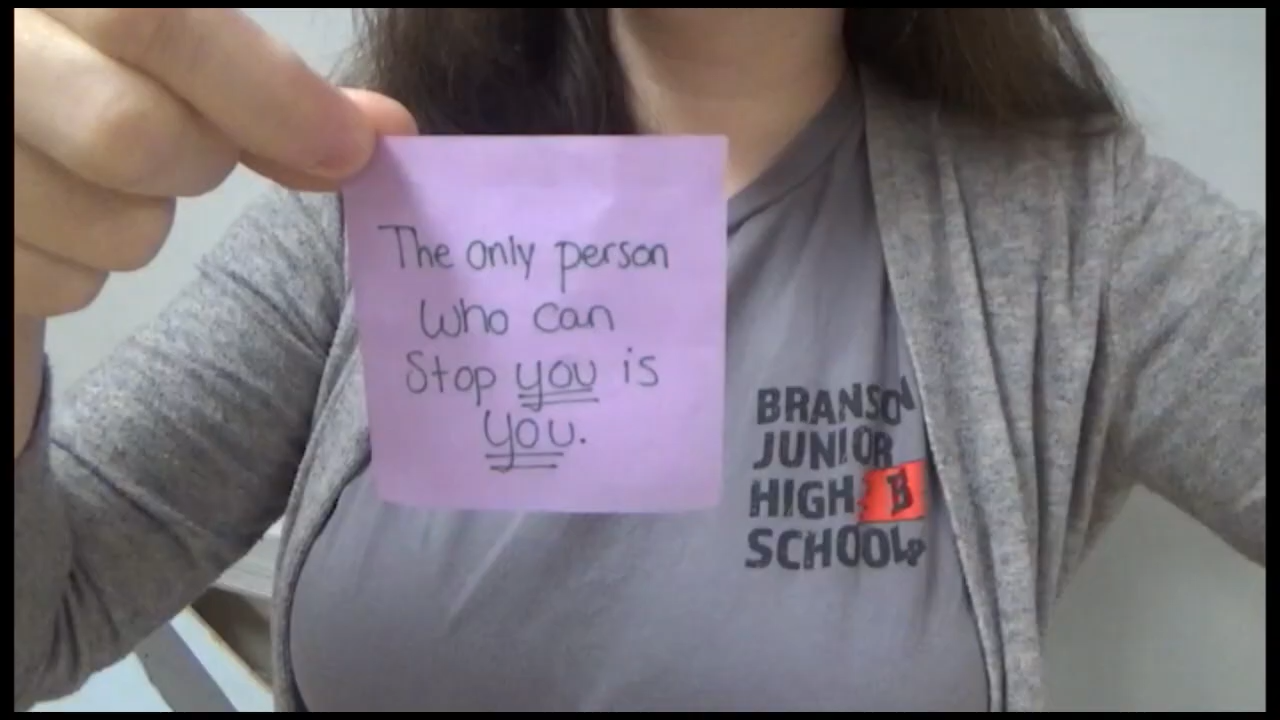 The only person
who can
Stop you is
you.
BRANSON
JUNIOR
HIGH B
SCHOOL